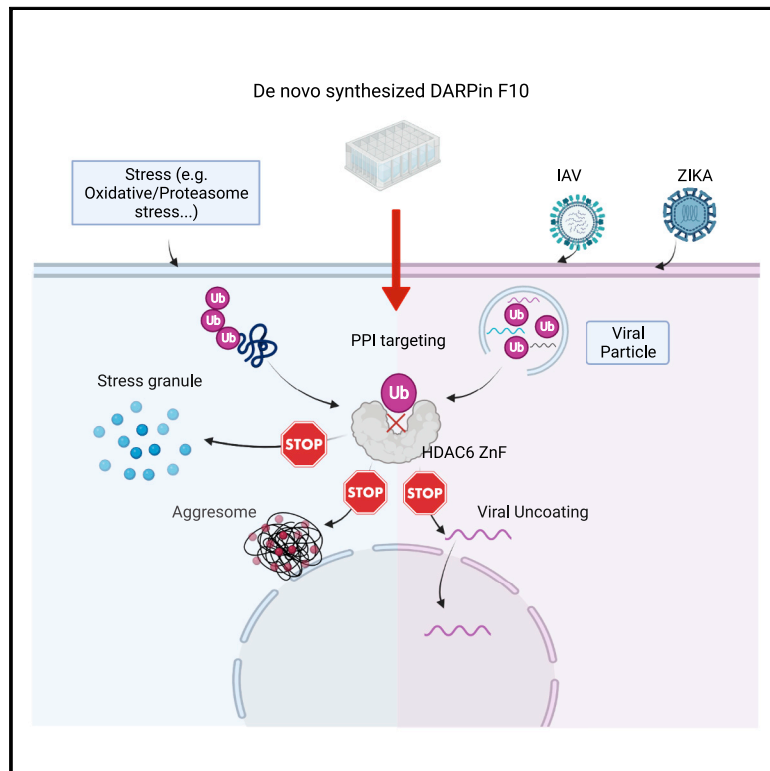 De novo synthesized DARPin F10
Stress (e.g.
Oxidative/Proteasome
stress...)
IAV
ZIKA
Ub
Ub
Ub
PPI targeting
Ub
Ub
Ub
Viral
Particle
Stress granule
Ub
STOP
HDAC6 ZnF
STOP
STOP
Aggresome
Viral Uncoating